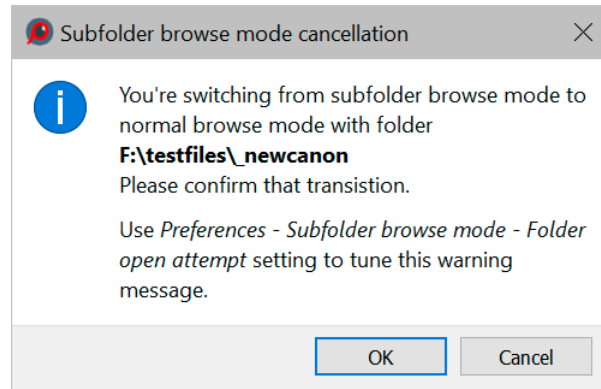 Subfolder browse mode cancellation
You're switching from subfolder browse mode to
normal browse mode with folder
F:\testfiles\_newcanon
Please confirm that transistion.
Use Preferences - Subfolder browse mode - Folder
open attempt setting to tune this warning
message.
OK
Cancel